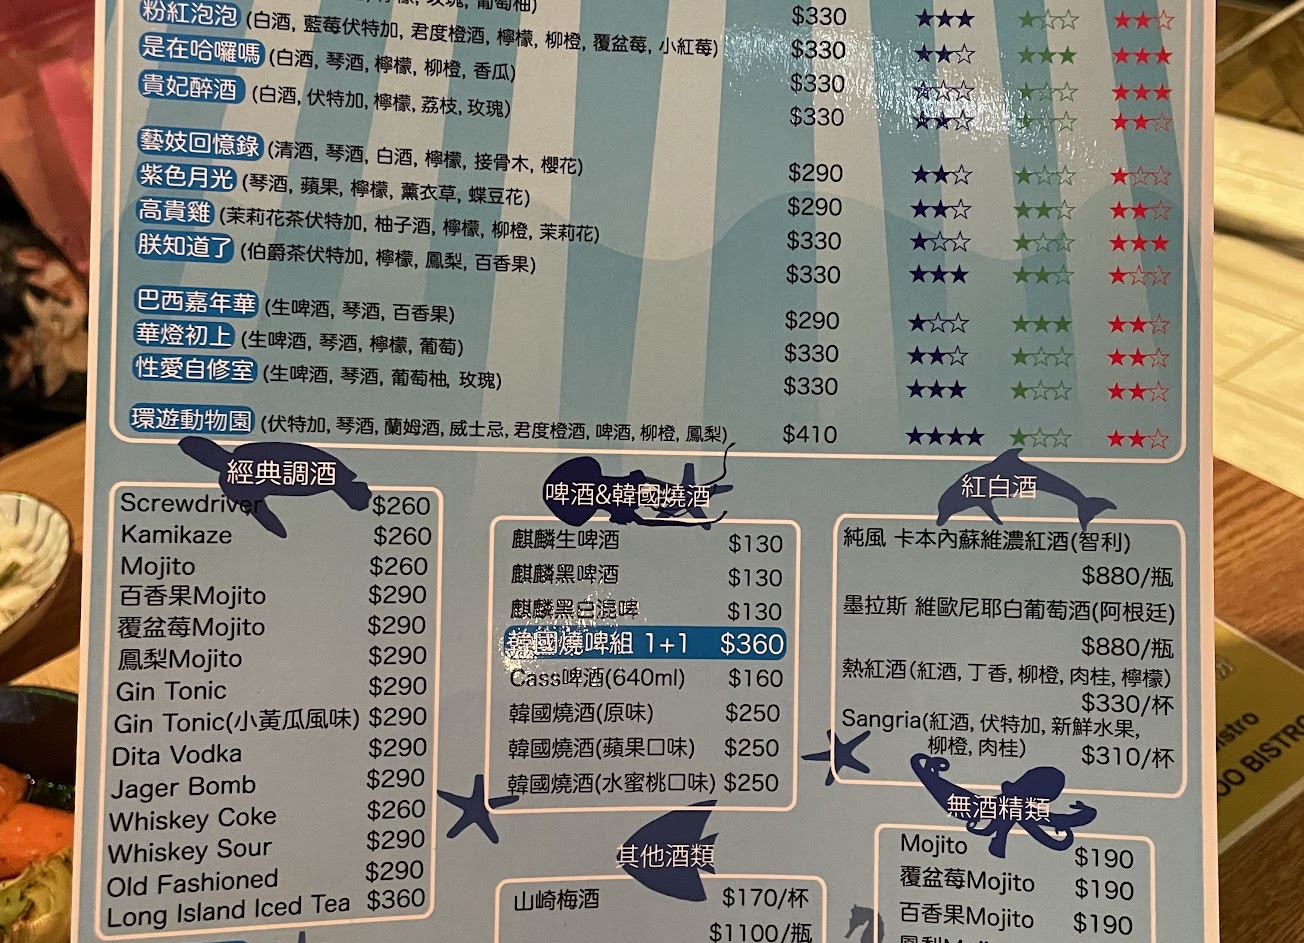 檸檬, 玫瑰, 葡萄柚)
粉紅泡泡 (白酒, 藍莓伏特加, 君度橙酒, 檸檬, 柳橙, 覆盆莓, 小紅莓) $330 ★★★ ★☆☆ ★★☆
是在哈囉嗎 (白酒, 琴酒, 檸檬, 柳橙, 香瓜) $330 ★★☆ ★★★ ★★★
貴妃醉酒 (白酒, 伏特加, 檸檬, 荔枝, 玫瑰) $330 ★☆☆ ★☆☆ ★★★
$330 ★★☆ ★☆☆ ★★☆
藝妓回憶錄 (清酒, 琴酒, 白酒, 檸檬, 接骨木, 櫻花) $290 ★★☆ ★☆☆ ★☆☆
紫色月光 (琴酒, 蘋果, 檸檬, 薰衣草, 蝶豆花) $290 ★★☆ ★★☆ ★★☆
高貴雞 (茉莉花茶伏特加, 柚子酒, 檸檬, 柳橙, 茉莉花) $330 ★☆☆ ★☆☆ ★★★
朕知道了 (伯爵茶伏特加, 檸檬, 鳳梨, 百香果) $330 ★★★ ★★☆ ★☆☆
巴西嘉年華 (生啤酒, 琴酒, 百香果) $290 ★☆☆ ★★★ ★★☆
華燈初上 (生啤酒, 琴酒, 檸檬, 葡萄) $330 ★★☆ ★☆☆ ★★☆
性愛自修室 (生啤酒, 琴酒, 葡萄柚, 玫瑰) $330 ★★★ ★☆☆ ★★☆
環遊動物園 (伏特加, 琴酒, 蘭姆酒, 威士忌, 君度橙酒, 啤酒, 柳橙, 鳳梨) $410 ★★★★ ★☆☆ ★★☆
經典調酒
Screwdriver $260
Kamikaze $260
Mojito $260
百香果Mojito $290
覆盆莓Mojito $290
鳳梨Mojito $290
Gin Tonic $290
Gin Tonic(小黃瓜風味) $290
Dita Vodka $290
Jager Bomb $290
Whiskey Coke $260
Whiskey Sour $290
Old Fashioned $290
Long Island Iced Tea $360
啤酒&韓國燒酒
麒麟生啤酒 $130
麒麟黑啤酒 $130
麒麟黑白混啤 $130
韓國燒啤組 1+1 $360
Cass啤酒(640ml) $160
韓國燒酒(原味) $250
韓國燒酒(蘋果口味) $250
韓國燒酒(水蜜桃口味) $250
其他酒類
山崎梅酒 $170/杯
$1100/瓶
紅白酒
純風 卡本內蘇維濃紅酒(智利)
$880/瓶
墨拉斯 維歐尼耶白葡萄酒(阿根廷)
$880/瓶
熱紅酒(紅酒, 丁香, 柳橙, 肉桂, 檸檬)
$330/杯
Sangria(紅酒, 伏特加, 新鮮水果,
柳橙, 肉桂) $310/杯
無酒精類
Mojito $190
覆盆莓Mojito $190
百香果Mojito $190
鳳梨Mojito
BISTRO